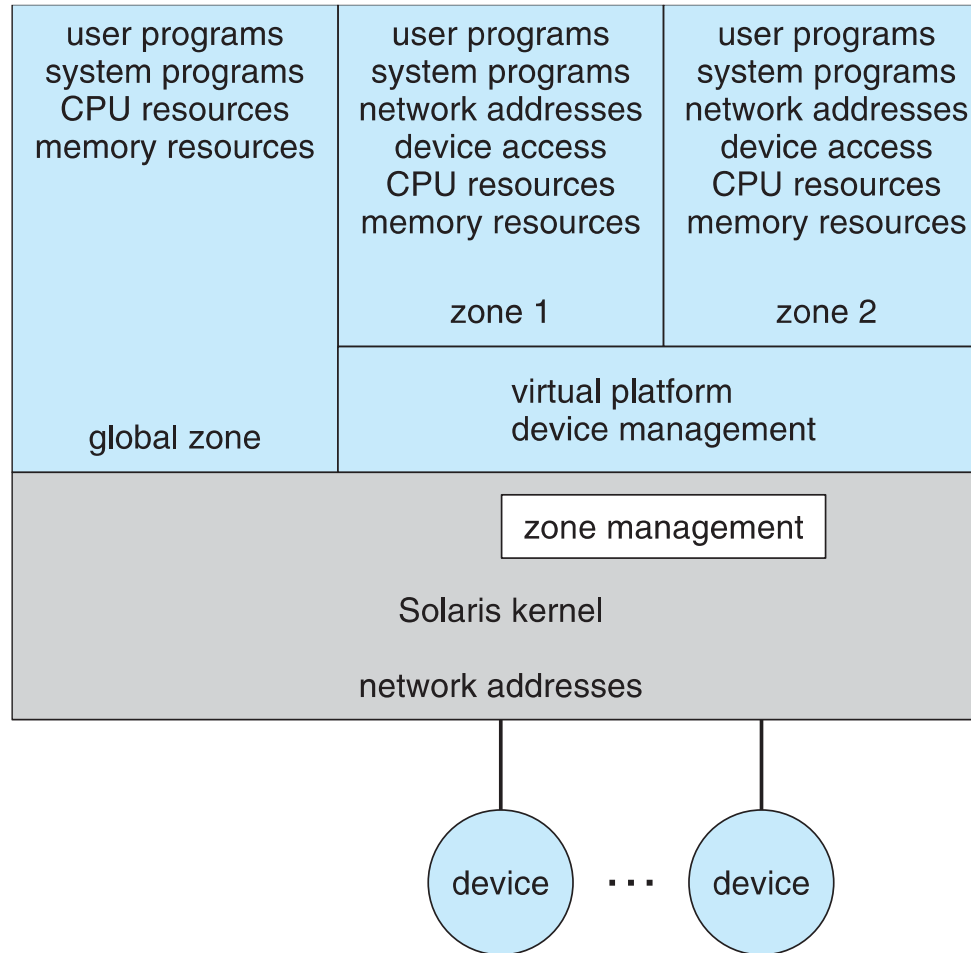 user programs
system programs
CPU resources
memory resources
global zone
user programs
system programs
network addresses
device access
CPU resources
memory resources
zone 1
user programs
system programs
network addresses
device access
CPU resources
memory resources
zone 2
virtual platform
device management
zone management
Solaris kernel
network addresses
device
...
device